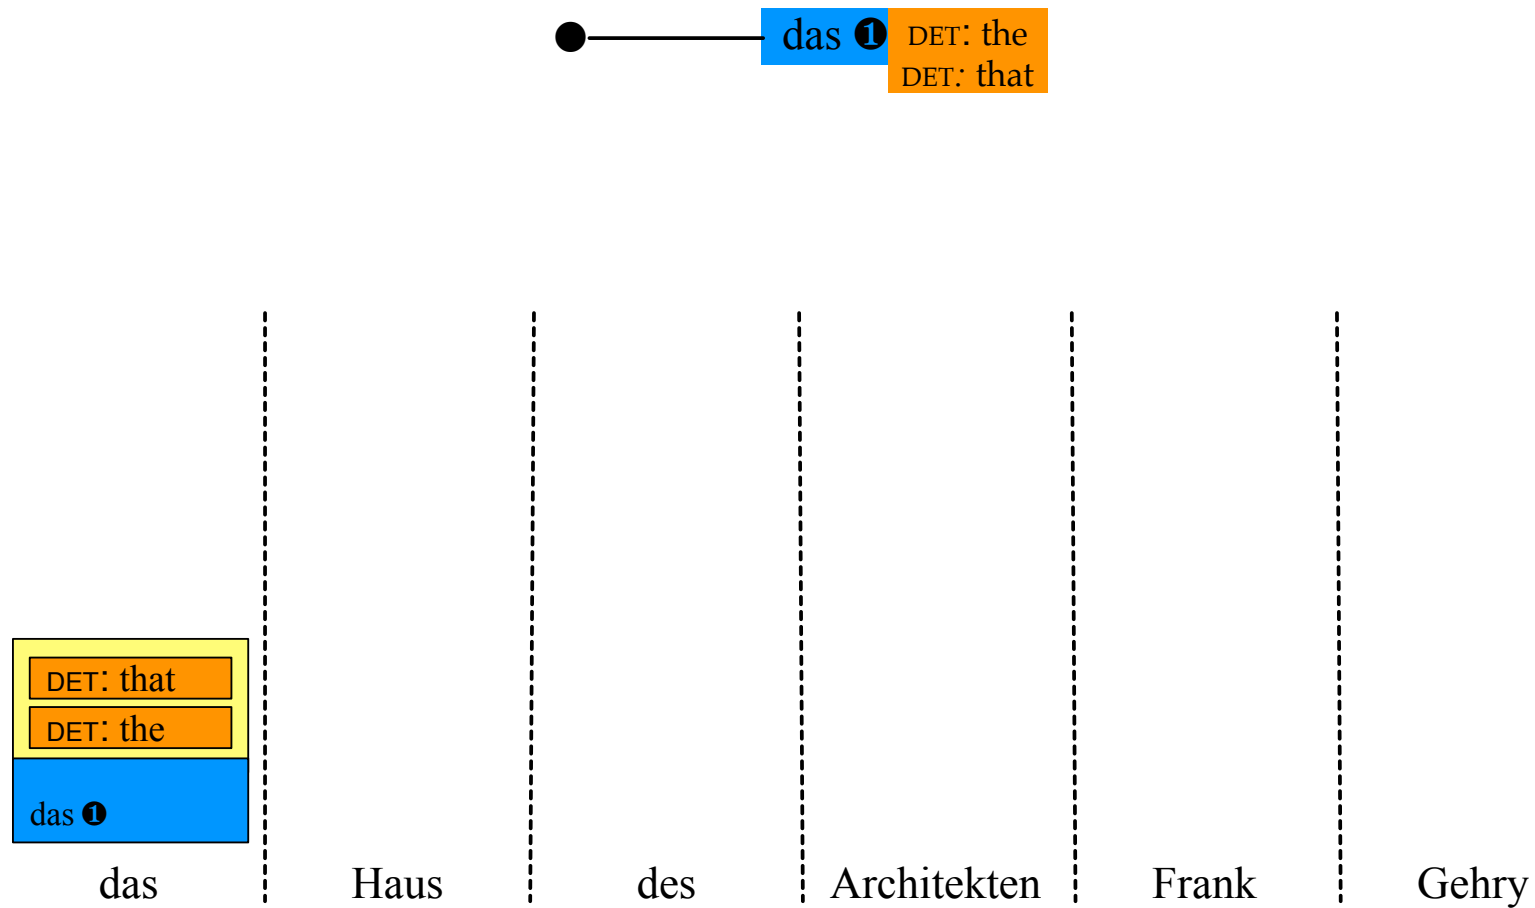 das ❶ DET: the
DET: that
DET: that
DET: the
das ❶
das Haus des Architekten Frank Gehry